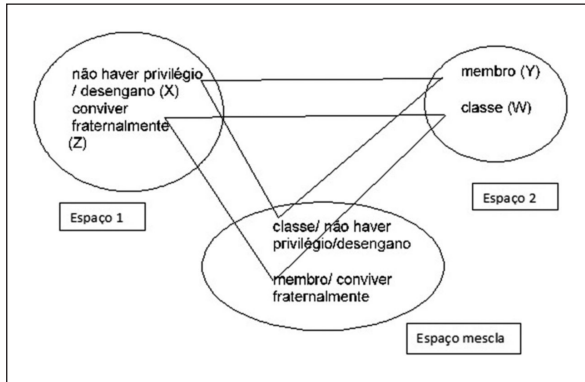 não haver privilégio
/ desengano (X)
conviver
fraternalmente
(Z)
membro (Y)
classe (W)
Espaço 1
Espaço 2
classe/ não haver
privilégio/desengano
membro/ conviver
fraternalmente
Espaço mescla